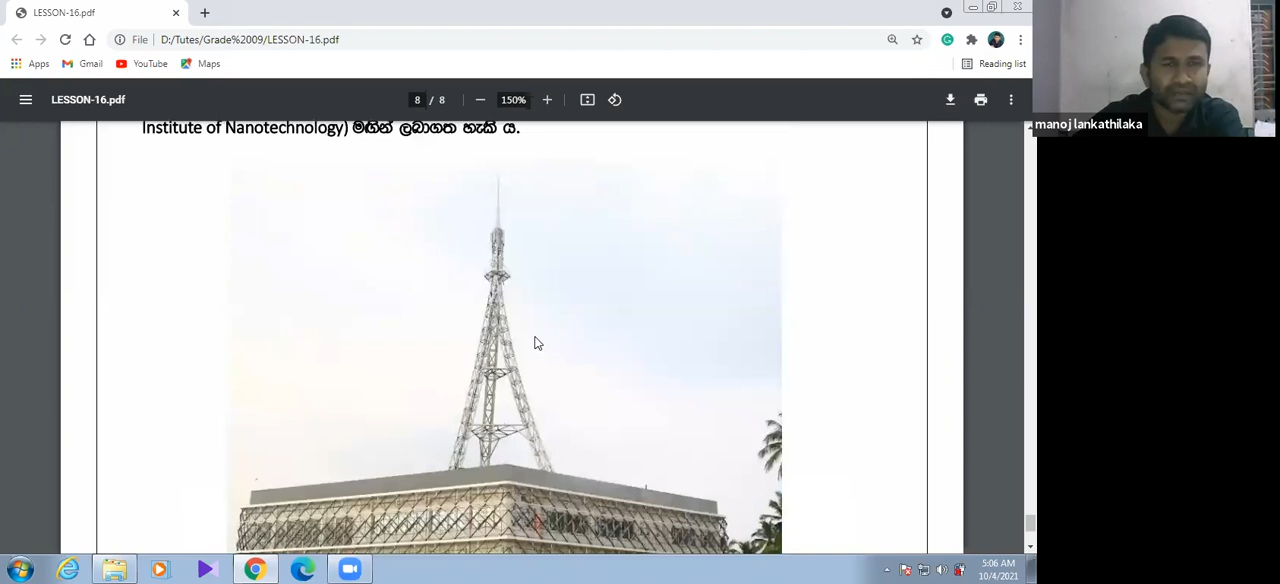 LESSON-16.pdf
File D:/Tutes/Grade%2009/LESSON-16.pdf
Apps Gmail YouTube Maps Reading list
LESSON-16.pdf 8 / 8 150%
manoj lankathilaka
Institute of Nanotechnology) මඟින් ලබාගත හැකි ය.
5:06 AM
10/4/2021